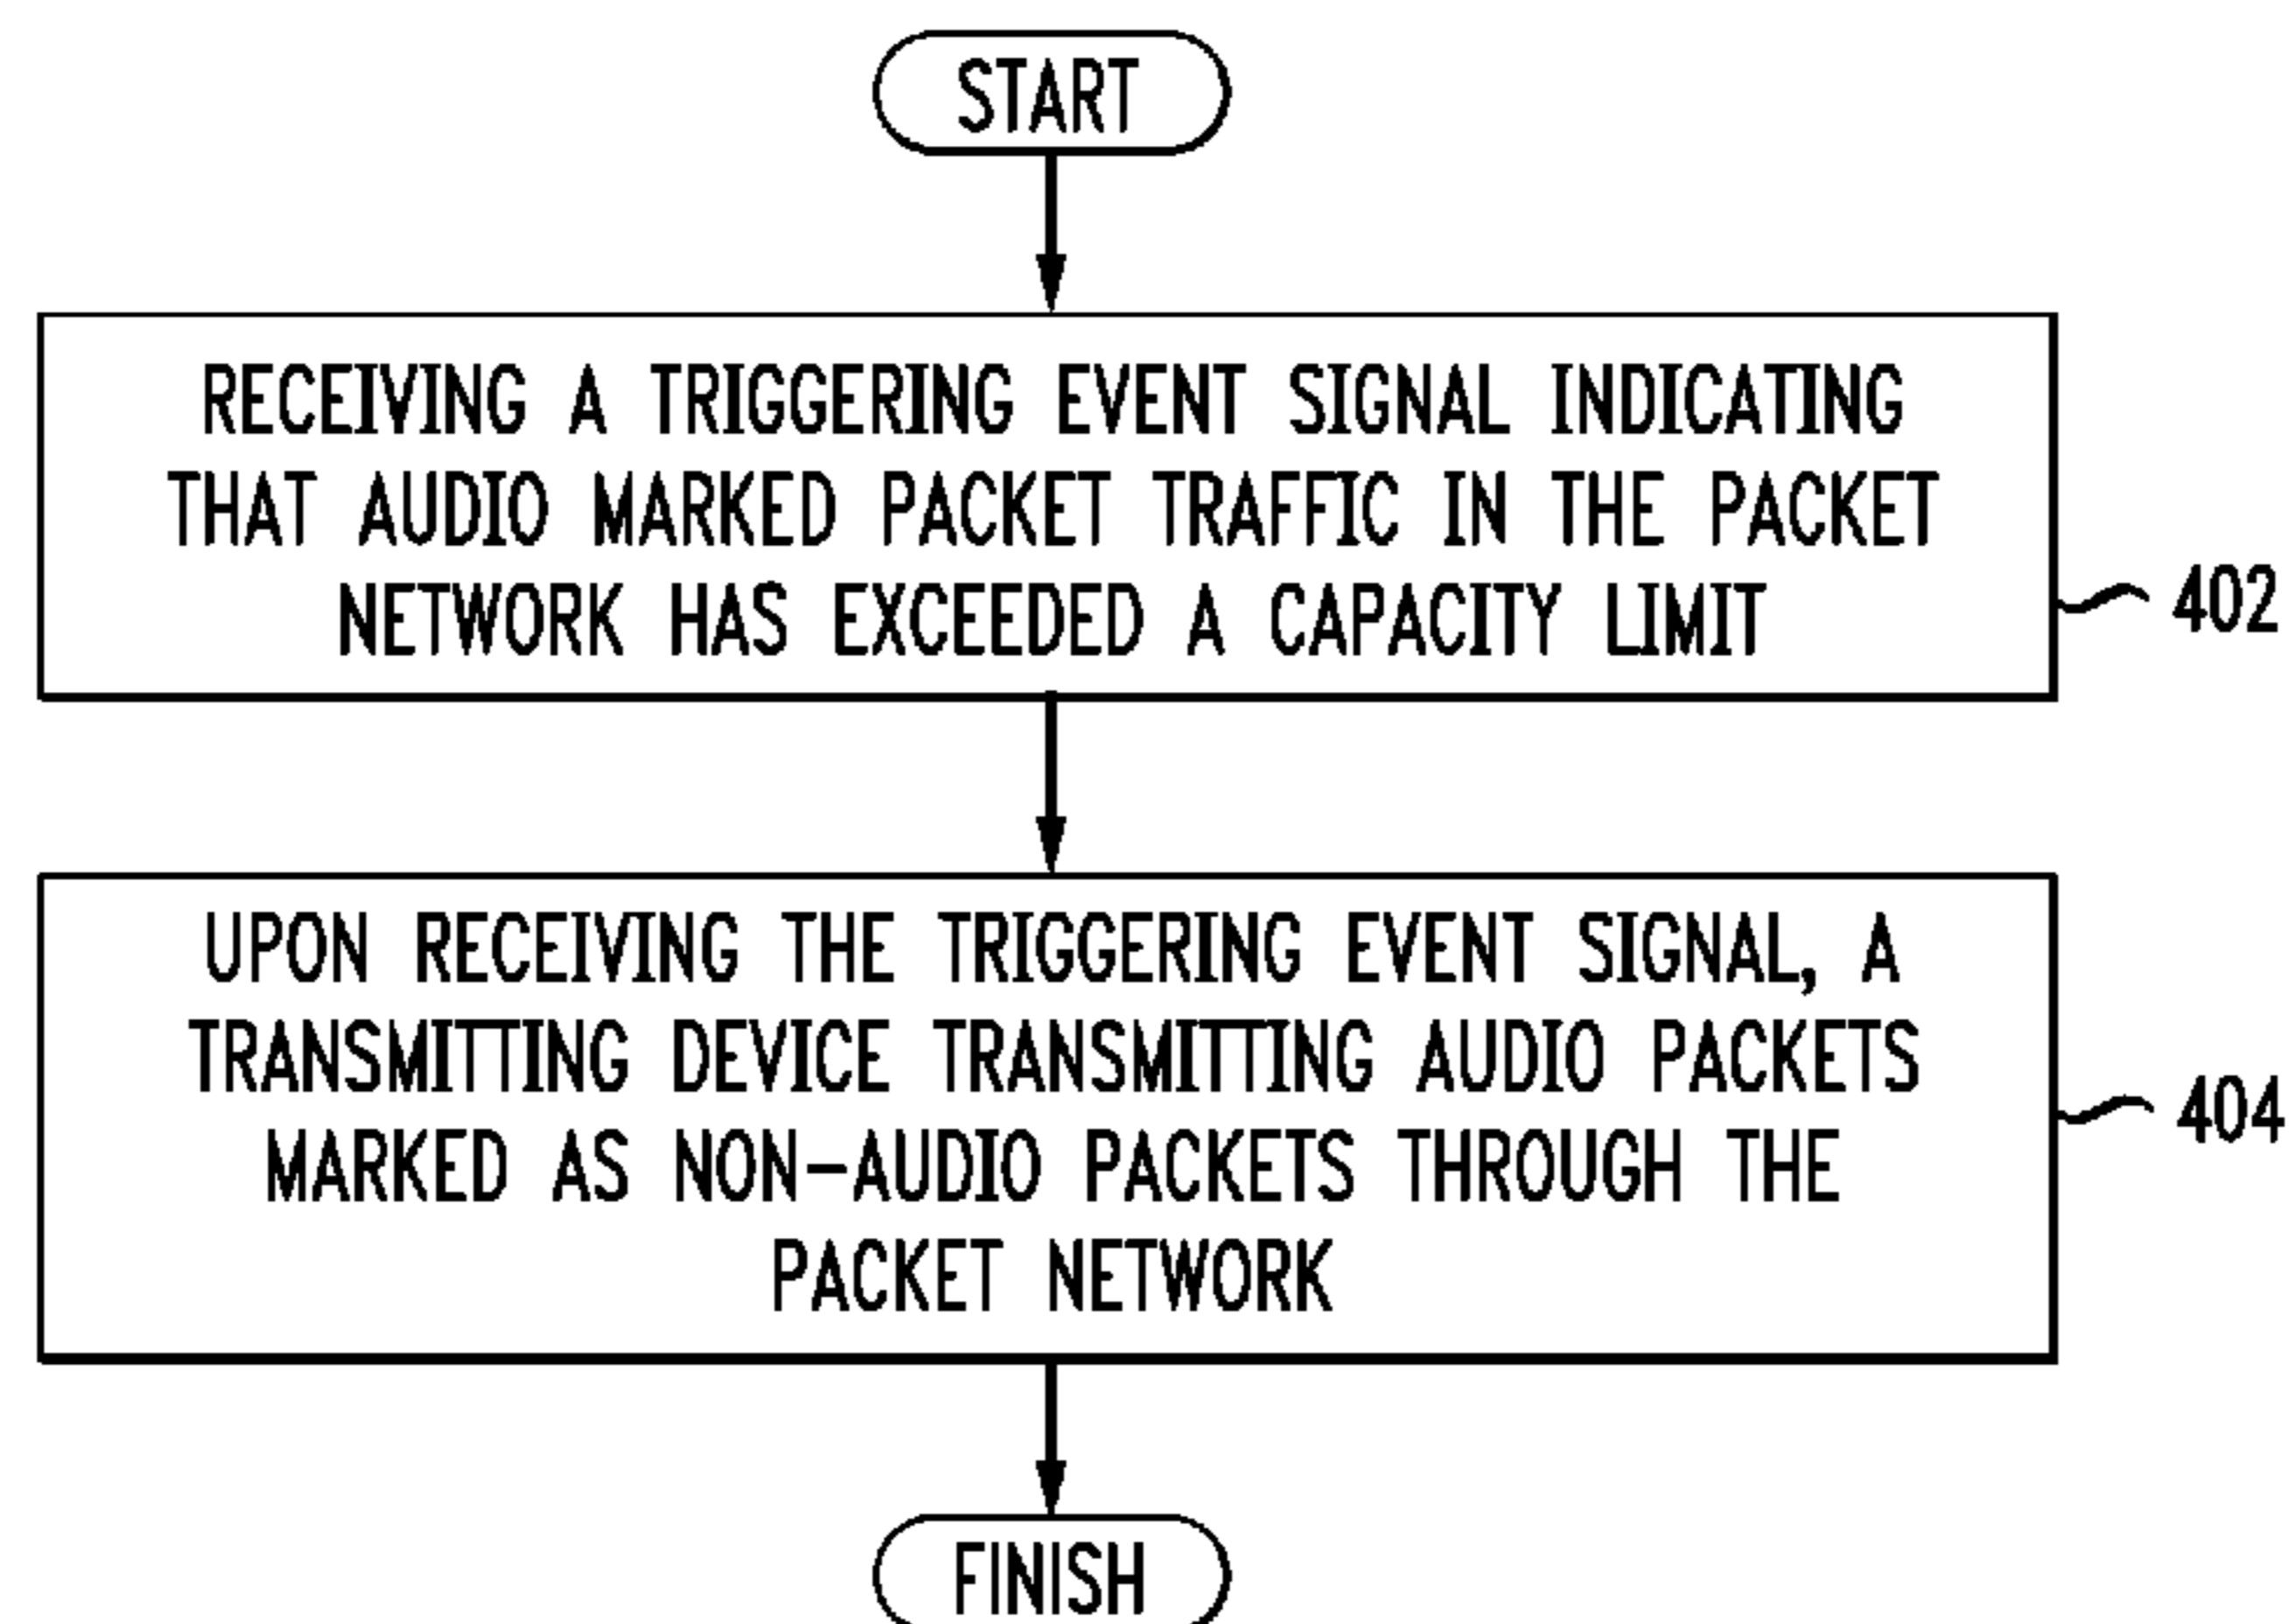 START
RECEIVING A TRIGGERING EVENT SIGNAL INDICATING
THAT AUDIO MARKED PACKET TRAFFIC IN THE PACKET
NETWORK HAS EXCEEDED A CAPACITY LIMIT
402
UPON RECEIVING THE TRIGGERING EVENT SIGNAL, A
TRANSMITTING DEVICE TRANSMITTING AUDIO PACKETS
MARKED AS NON-AUDIO PACKETS THROUGH THE
PACKET NETWORK
404
FINISH